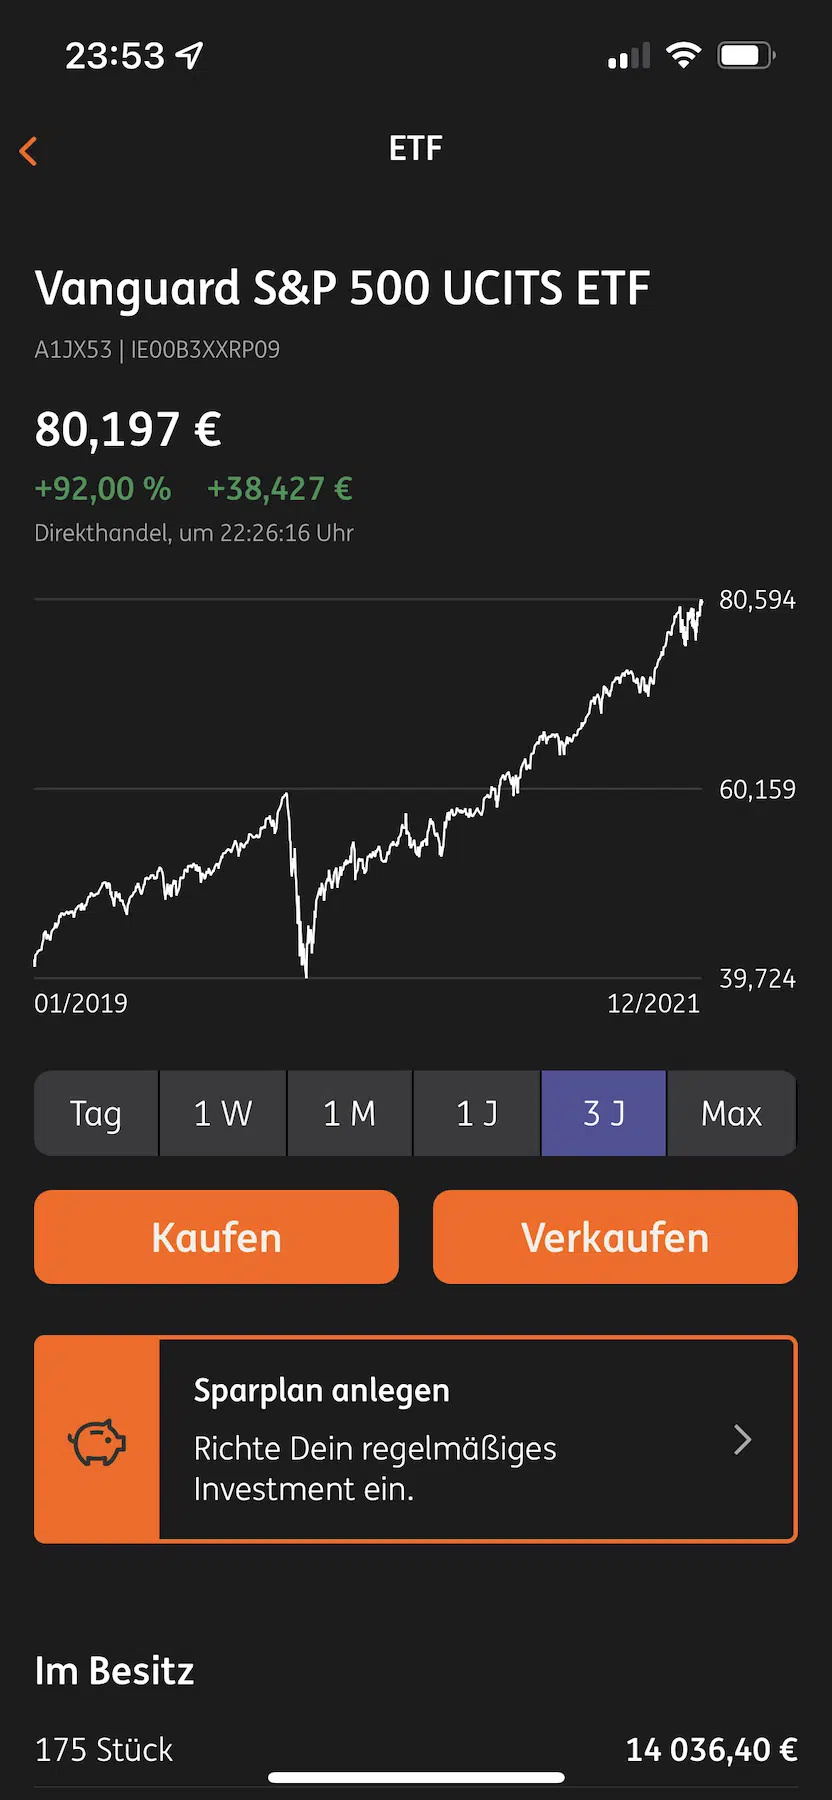 23:53
ETF
Vanguard S&P 500 UCITS ETF
A1JX53 | IE00B3XXRP09
80,197 €
+92,00 % +38,427 €
Direkthandel, um 22:26:16 Uhr
80,594
60,159
39,724
01/2019 12/2021
Tag 1 W 1 M 1 J 3 J Max
Kaufen Verkaufen
Sparplan anlegen
Richte Dein regelmäßiges
Investment ein.
Im Besitz
175 Stück 14 036,40 €